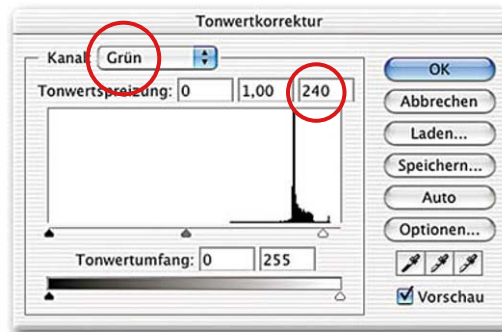 Tonwertkorrektur
Kanal: Grün
Tonwertspreizung: 0 1,00 240
Tonwertumfang: 0 255
OK
Abbrechen
Laden...
Speichern...
Auto
Optionen...
Vorschau